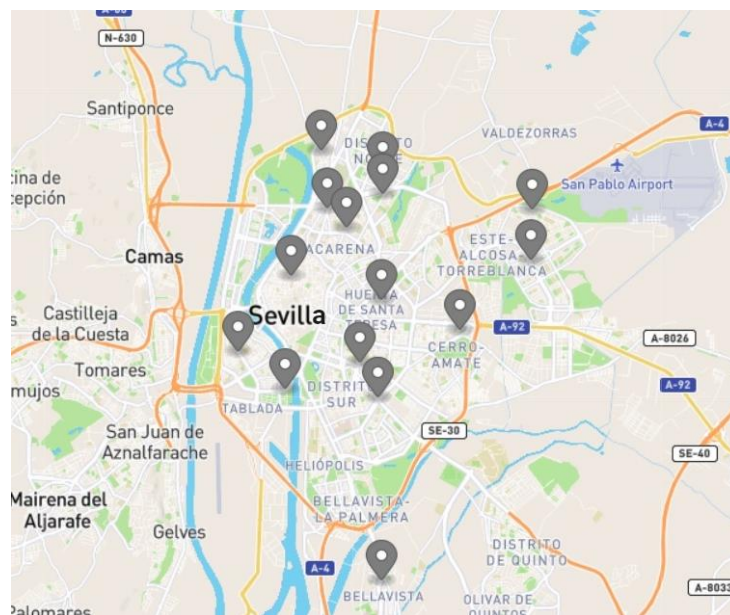 N-630
Santiponce
DISTRITO
VALDEZORRAS
A-4
San Pablo Airport
Camas
ESTE-
ALCOSA
TORREBLANCA
HUERTA
DE SANTA
TERESA
Sevilla
Castilleja
de la Cuesta
A-92
A-8026
CERRO-
AMATE
Tomares
A-92
DISTRITO
SUR
TABLADA
San Juan de
Aznalfarache
SE-30
SE-40
HELIÓPOLIS
Mairena del
Aljarafe
BELLAVISTA-
LA PALMERA
Gelves
DISTRITO
DE QUINTO
A-4
A-8033
BELLAVISTA
OLIVAR DE
QUINTOS
Palomares